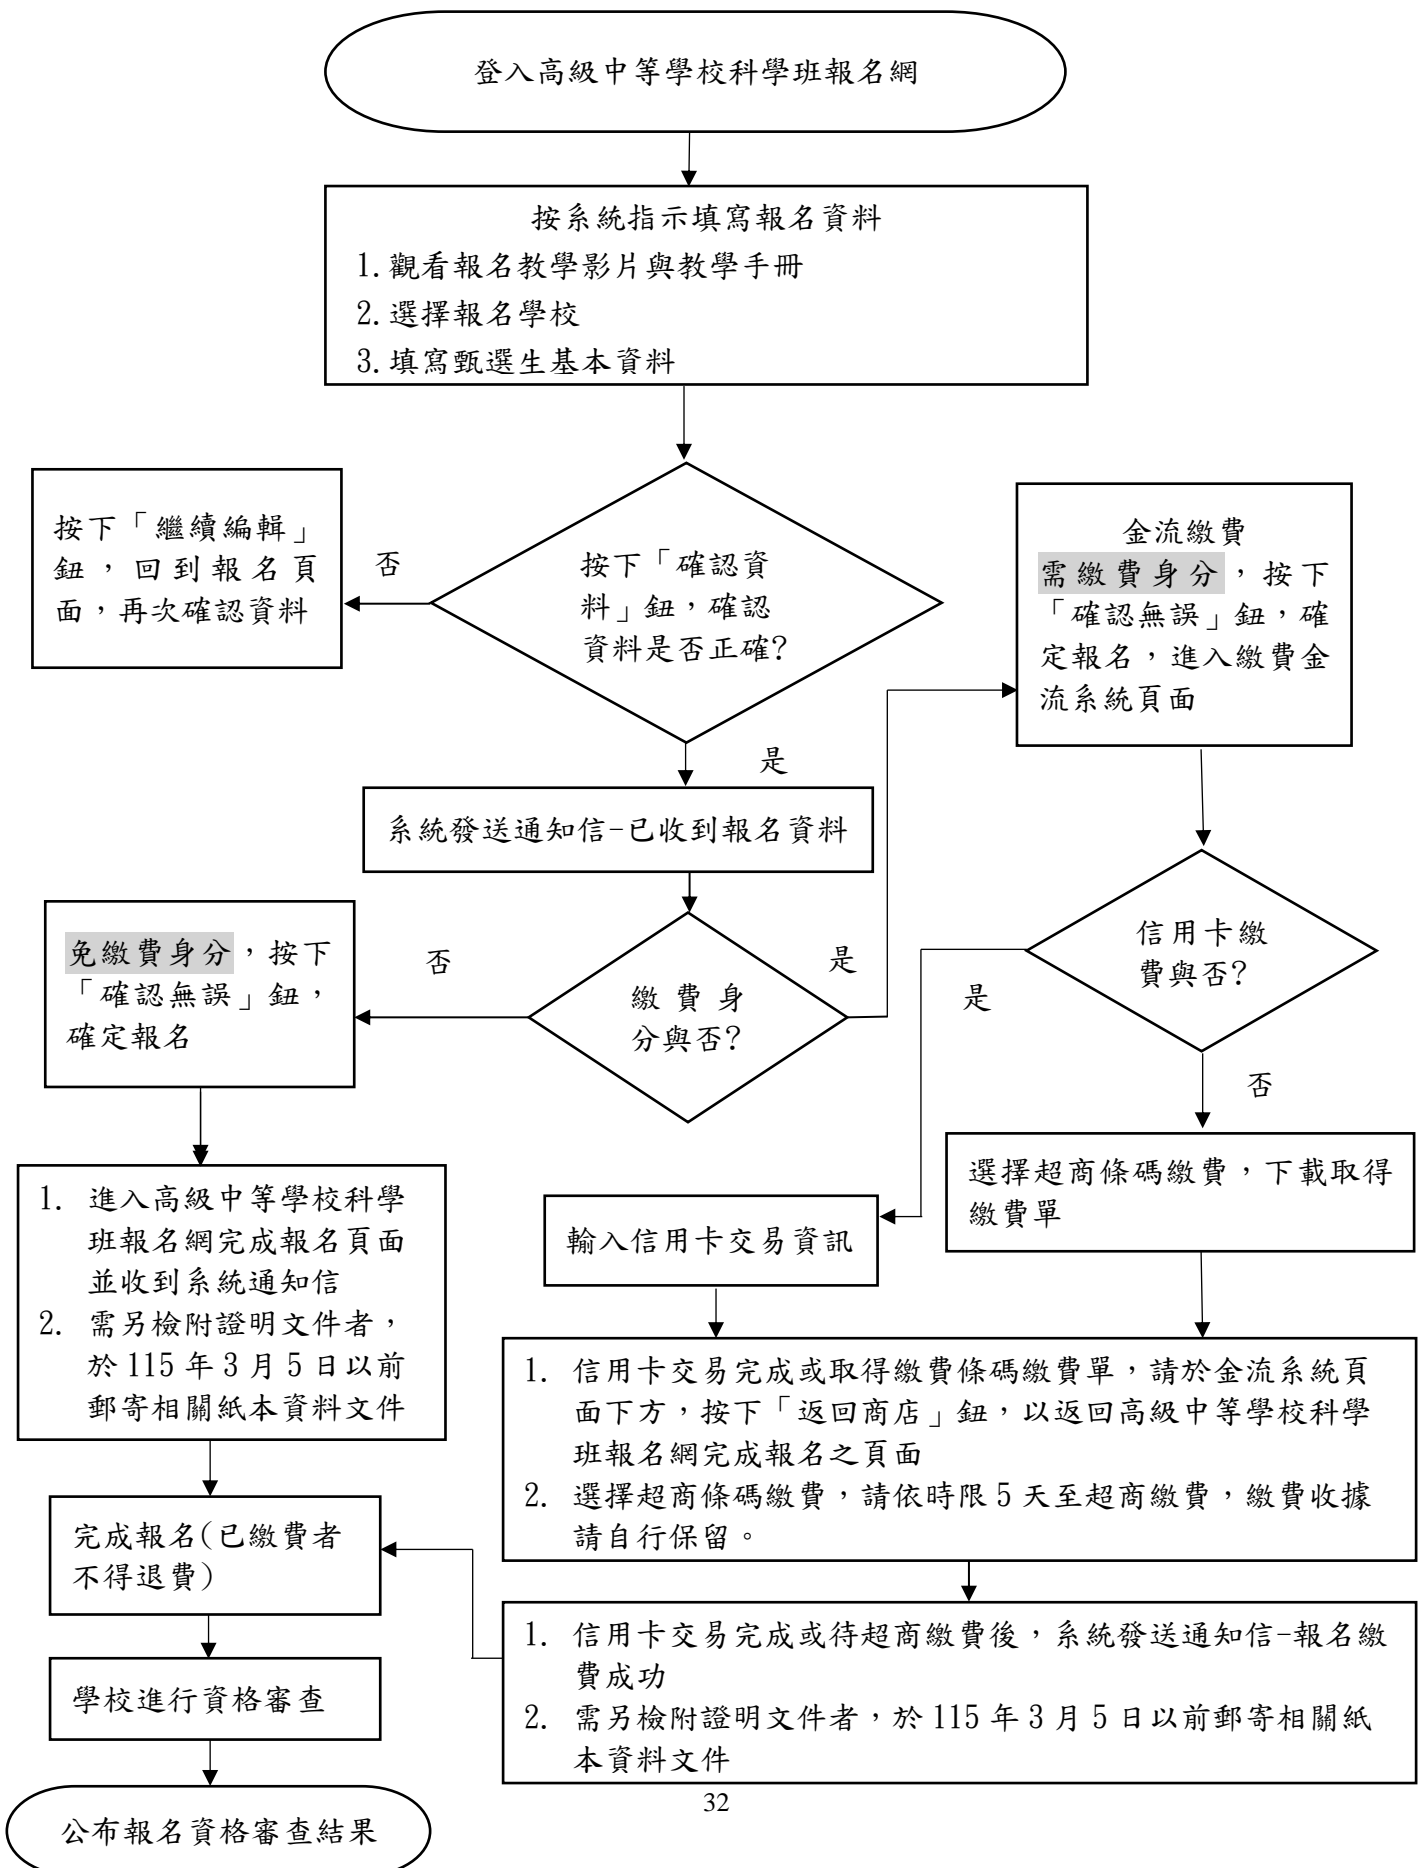 登入高級中等學校科學班報名網
按系統指示填寫報名資料
1.觀看報名教學影片與教學手冊
2.選擇報名學校
3.填寫甄選生基本資料
按下「繼續編輯」
鈕，回到報名頁
面，再次確認資料
否
按下「確認資
料」鈕，確認
資料是否正確?
金流繳費
需繳費身分，按下
「確認無誤」鈕，確
定報名，進入繳費金
流系統頁面
是
系統發送通知信-已收到報名資料
免繳費身分，按下
「確認無誤」鈕，
確定報名
否
繳費身
分與否?
是
信用卡繳
費與否?
是
否
選擇超商條碼繳費，下載取得
繳費單
輸入信用卡交易資訊
1. 進入高級中等學校科學
班報名網完成報名頁面
並收到系統通知信
2. 需另檢附證明文件者，
於 115 年 3 月 5 日以前
郵寄相關紙本資料文件
1. 信用卡交易完成或取得繳費條碼繳費單，請於金流系統頁
面下方，按下「返回商店」鈕，以返回高級中等學校科學
班報名網完成報名之頁面
2. 選擇超商條碼繳費，請依時限 5 天至超商繳費，繳費收據
請自行保留。
完成報名(已繳費者
不得退費)
1. 信用卡交易完成或待超商繳費後，系統發送通知信-報名繳
費成功
2. 需另檢附證明文件者，於 115 年 3 月 5 日以前郵寄相關紙
本資料文件
學校進行資格審查
公布報名資格審查結果
32